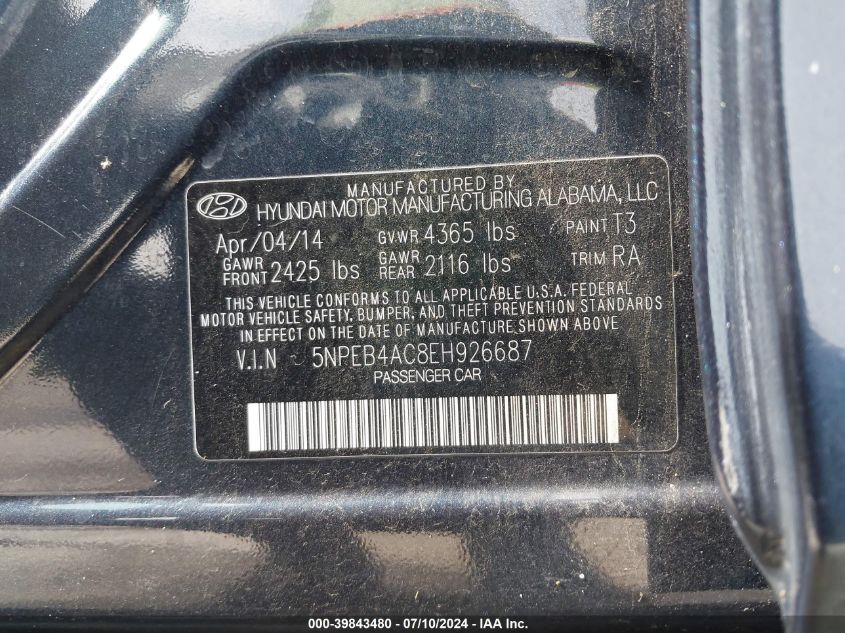 MANUFACTURED BY
HYUNDAI MOTOR MANUFACTURING ALABAMA, LLC
Apr/04/14 GVWR 4365 lbs PAINT T3
GAWR FRONT 2425 lbs GAWR REAR 2116 lbs TRIM RA
THIS VEHICLE CONFORMS TO ALL APPLICABLE U.S.A. FEDERAL
MOTOR VEHICLE SAFETY, BUMPER, AND THEFT PREVENTION STANDARDS
IN EFFECT ON THE DATE OF MANUFACTURE SHOWN ABOVE
V.I.N 5NPEB4AC8EH926687
PASSENGER CAR
000-39843480 - 07/10/2024 - IAA Inc.